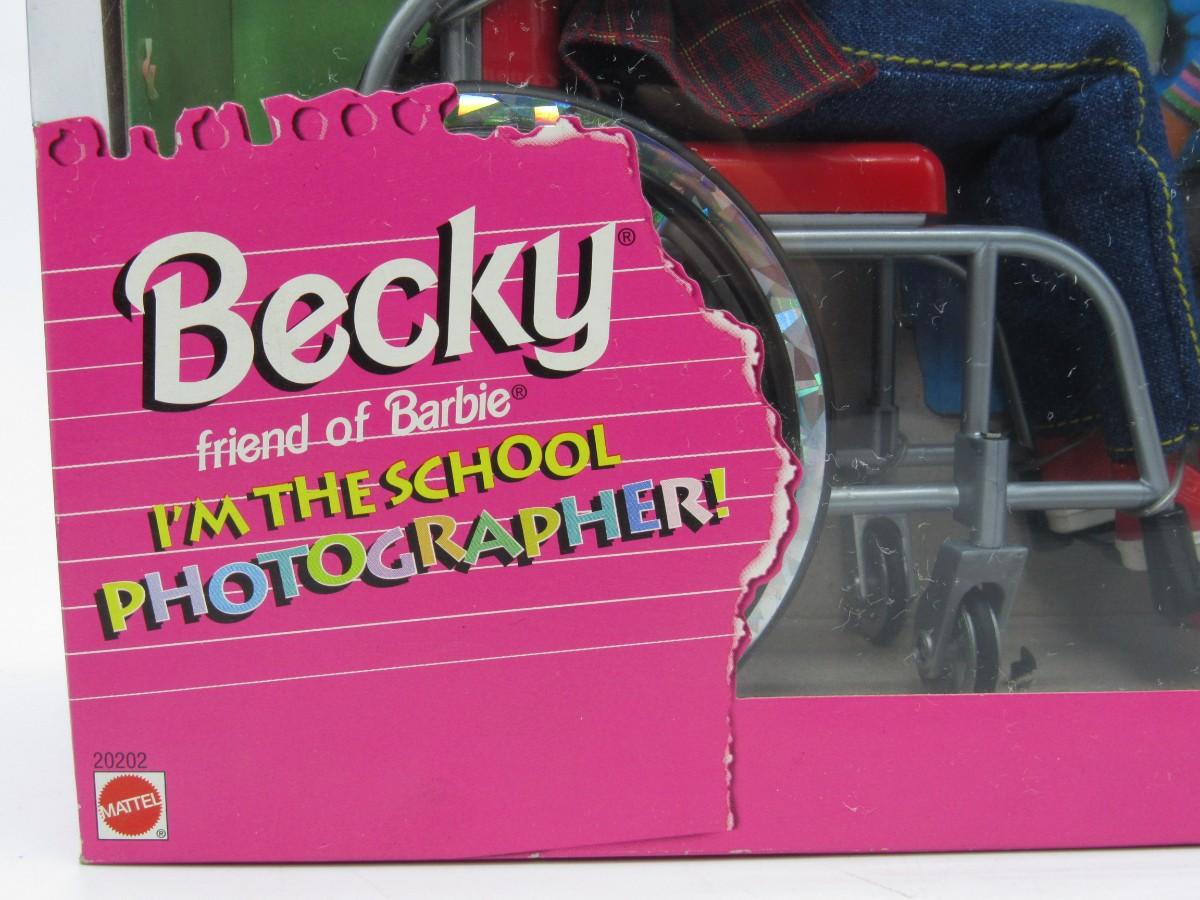 Becky®
friend of Barbie®
I'M THE SCHOOL
PHOTOGRAPHER!
20202
MATTEL
®